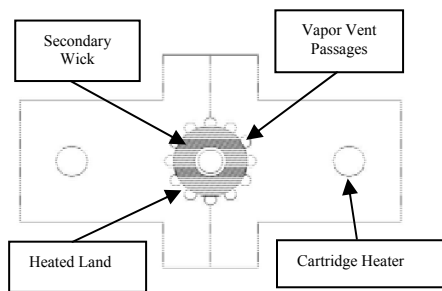 Secondary
Wick
Vapor Vent
Passages
Heated Land
Cartridge Heater